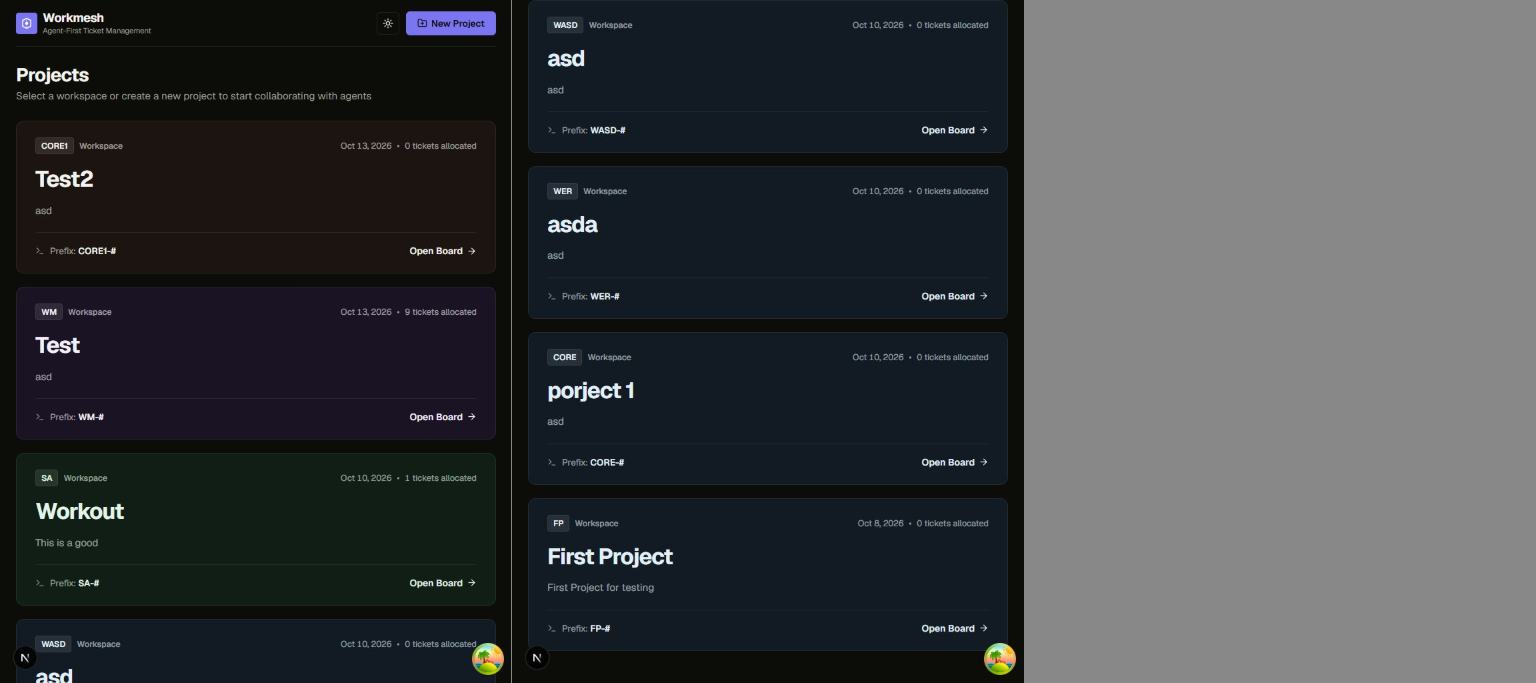 Workmesh
Agent-First Ticket Management
New Project
Projects
Select a workspace or create a new project to start collaborating with agents
CORE1 Workspace Oct 13, 2026 • 0 tickets allocated
Test2
asd
Prefix: CORE1-# Open Board →
WM Workspace Oct 13, 2026 • 9 tickets allocated
Test
asd
Prefix: WM-# Open Board →
SA Workspace Oct 10, 2026 • 1 tickets allocated
Workout
This is a good
Prefix: SA-# Open Board →
WASD Workspace Oct 10, 2026 • 0 tickets allocated
asd
N
WASD Workspace Oct 10, 2026 • 0 tickets allocated
asd
asd
Prefix: WASD-# Open Board →
WER Workspace Oct 10, 2026 • 0 tickets allocated
asda
asd
Prefix: WER-# Open Board →
CORE Workspace Oct 10, 2026 • 0 tickets allocated
porject 1
asd
Prefix: CORE-# Open Board →
FP Workspace Oct 8, 2026 • 0 tickets allocated
First Project
First Project for testing
Prefix: FP-# Open Board →
N